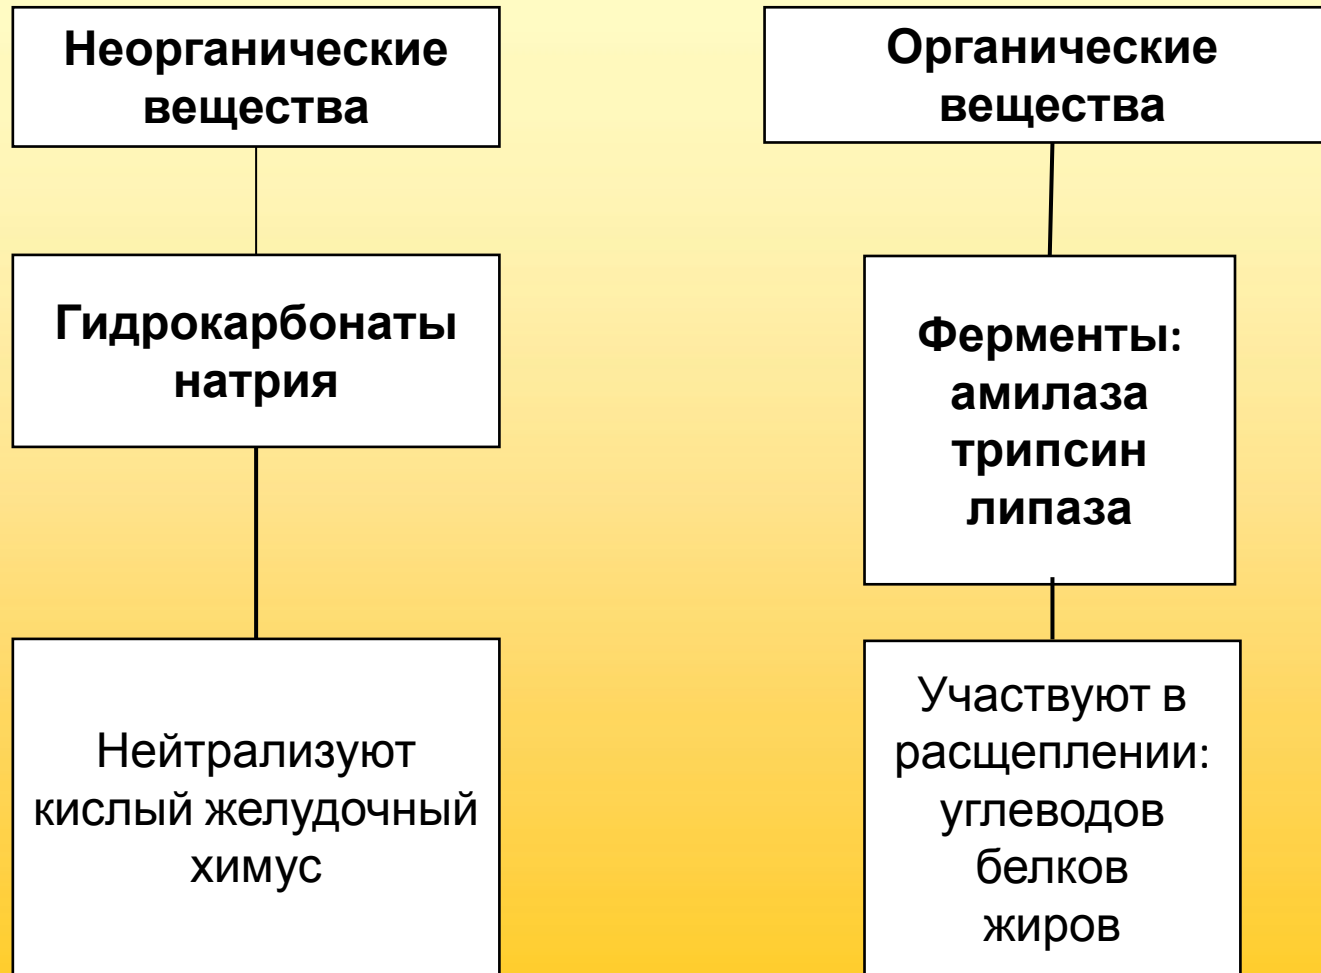 Неорганические
вещества
Органические
вещества
Гидрокарбонаты
натрия
Ферменты:
амилаза
трипсин
липаза
Нейтрализуют
кислый желудочный
химус
Участвуют в
расщеплении:
углеводов
белков
жиров